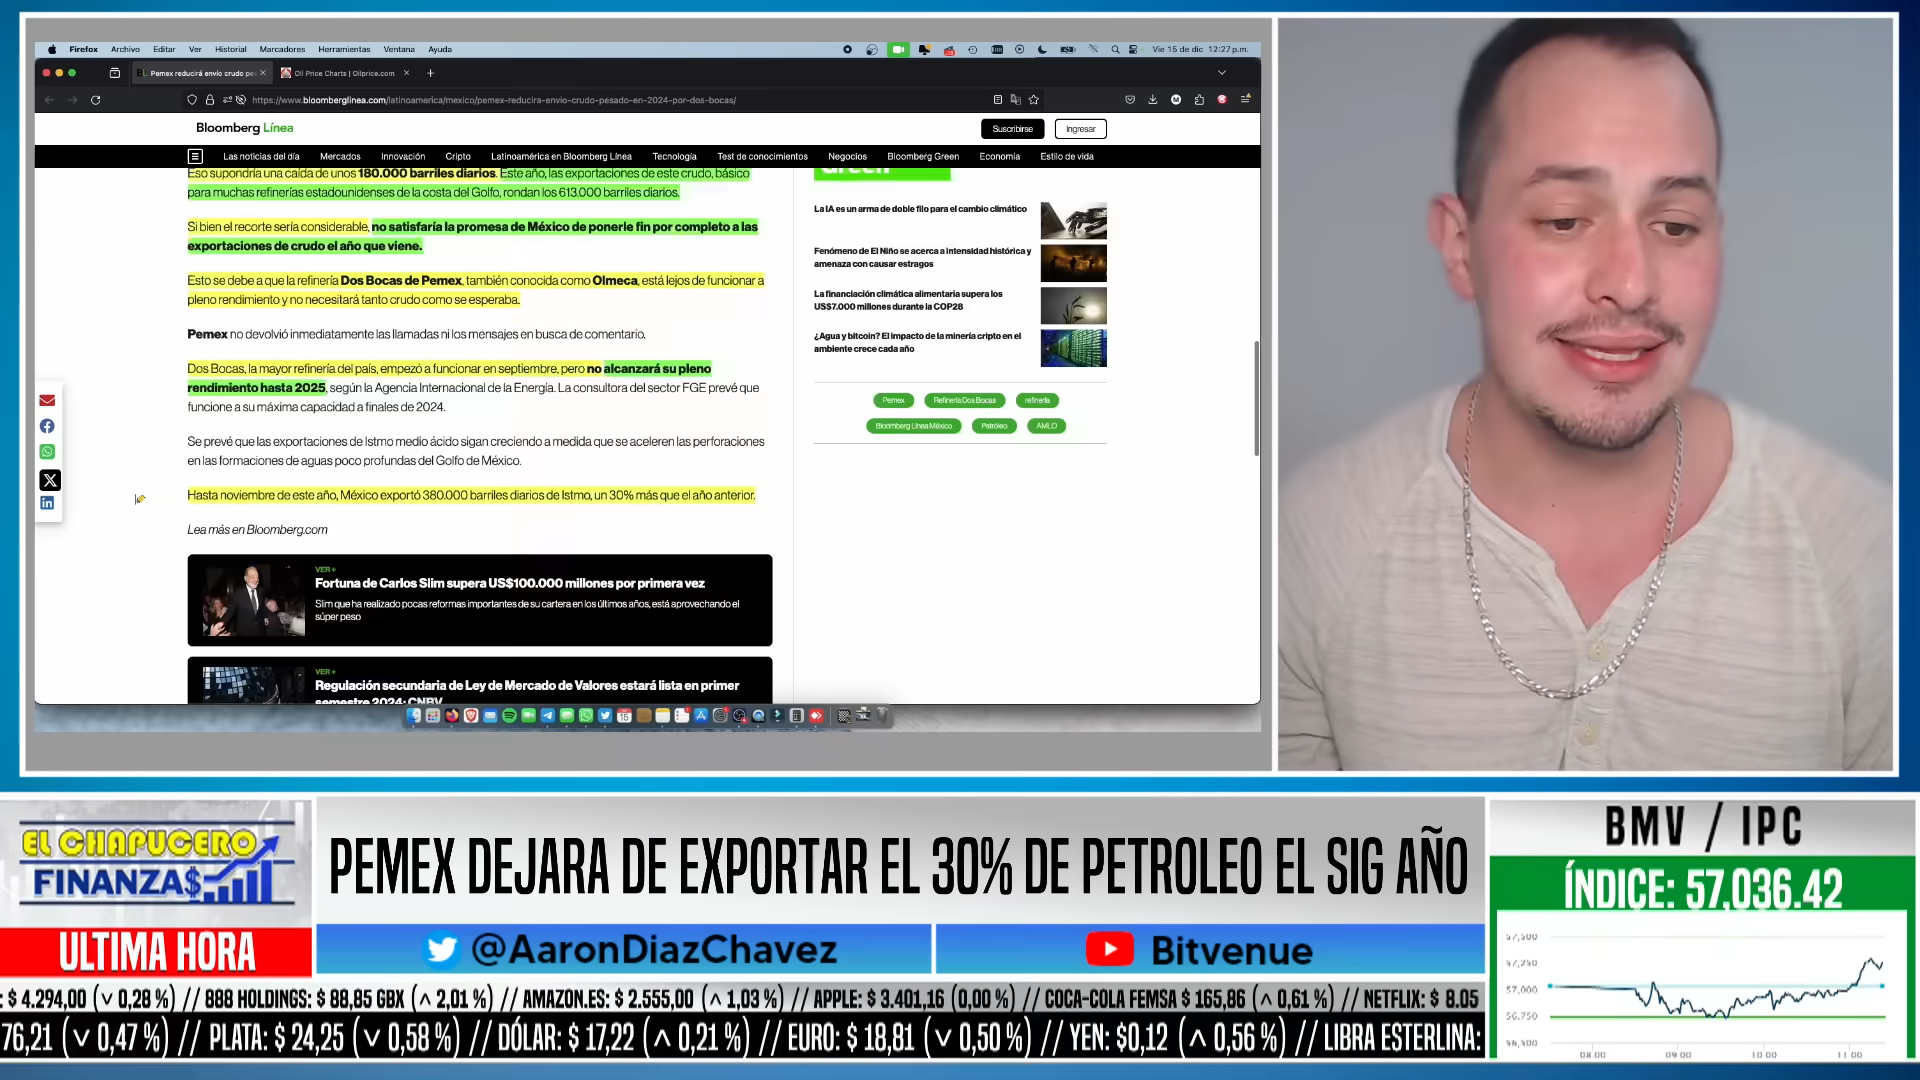 Firefox Archivo Editar Ver Historial Marcadores Herramientas Ventana Ayuda
Vie 15 de dic 12:27 p.m.
Pemex reducirá envío crudo pe
Oil Price Charts | Oilprice.com
https://www.bloomberglinea.com/latinoamerica/mexico/pemex-reducira-envio-crudo-pesado-en-2024-por-dos-bocas/
Bloomberg Línea
Suscribirse
Ingresar
Las noticias del día Mercados Innovación Cripto Latinoamérica en Bloomberg Línea Tecnología Test de conocimientos Negocios Bloomberg Green Economía Estilo de vida
Eso supondría una caída de unos 180.000 barriles diarios. Este año, las exportaciones de este crudo, básico
para muchas refinerías estadounidenses de la costa del Golfo, rondan los 613.000 barriles diarios.
Si bien el recorte sería considerable, no satisfaría la promesa de México de ponerle fin por completo a las
exportaciones de crudo el año que viene.
Esto se debe a que la refinería Dos Bocas de Pemex, también conocida como Olmeca, está lejos de funcionar a
pleno rendimiento y no necesitará tanto crudo como se esperaba.
Pemex no devolvió inmediatamente las llamadas ni los mensajes en busca de comentario.
Dos Bocas, la mayor refinería del país, empezó a funcionar en septiembre, pero no alcanzará su pleno
rendimiento hasta 2025, según la Agencia Internacional de la Energía. La consultora del sector FGE prevé que
funcione a su máxima capacidad a finales de 2024.
Se prevé que las exportaciones de Istmo medio ácido sigan creciendo a medida que se aceleren las perforaciones
en las formaciones de aguas poco profundas del Golfo de México.
Hasta noviembre de este año, México exportó 380.000 barriles diarios de Istmo, un 30% más que el año anterior.
Lea más en Bloomberg.com
VER +
Fortuna de Carlos Slim supera US$100.000 millones por primera vez
Slim que ha realizado pocas reformas importantes de su cartera en los últimos años, está aprovechando el
súper peso
VER +
Regulación secundaria de Ley de Mercado de Valores estará lista en primer
semestre 2024: CNBV
Green
La IA es un arma de doble filo para el cambio climático
Fenómeno de El Niño se acerca a intensidad histórica y
amenaza con causar estragos
La financiación climática alimentaria supera los
US$7.000 millones durante la COP28
¿Agua y bitcoin? El impacto de la minería cripto en el
ambiente crece cada año
Pemex Refinería Dos Bocas refinería
Bloomberg Línea México Petróleo AMLO
EL CHAPUCERO
FINANZA$
ULTIMA HORA
PEMEX DEJARA DE EXPORTAR EL 30% DE PETROLEO EL SIG AÑO
@AaronDiazChavez
Bitvenue
BMV / IPC
ÍNDICE: 57,036.42
57,500
57,250
57,000
56,750
56,500
08:00 09:00 10:00 11:00
: $ 4.294,00 (∨ 0,28 %) // 888 HOLDINGS: $ 88,85 GBX (∧ 2,01 %) // AMAZON.ES: $ 2.555,00 (∧ 1,03 %) // APPLE: $ 3.401,16 (0,00 %) // COCA-COLA FEMSA $ 165,86 (∧ 0,61 %) // NETFLIX: $ 8.05
76,21 (∨ 0,47 %) // PLATA: $ 24,25 (∨ 0,58 %) // DÓLAR: $ 17,22 (∧ 0,21 %) // EURO: $ 18,81 (∨ 0,50 %) // YEN: $0,12 (∧ 0,56 %) // LIBRA ESTERLINA: